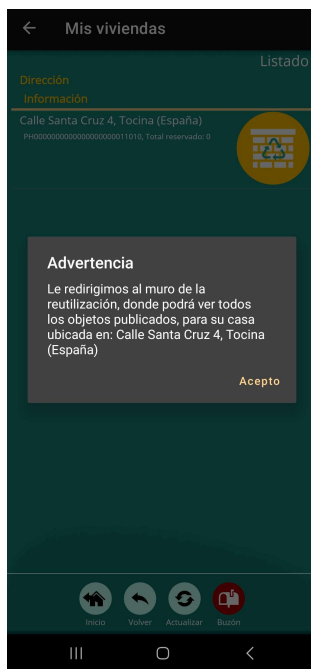 Mis viviendas
Listado
Dirección
Información
Calle Santa Cruz 4, Tocina (España)
PH00000000000000000000011010, Total reservado: 0
Advertencia
Le redirigimos al muro de la
reutilización, donde podrá ver todos
los objetos publicados, para su casa
ubicada en: Calle Santa Cruz 4, Tocina
(España)
Acepto
Inicio
Volver
Actualizar
Buzón